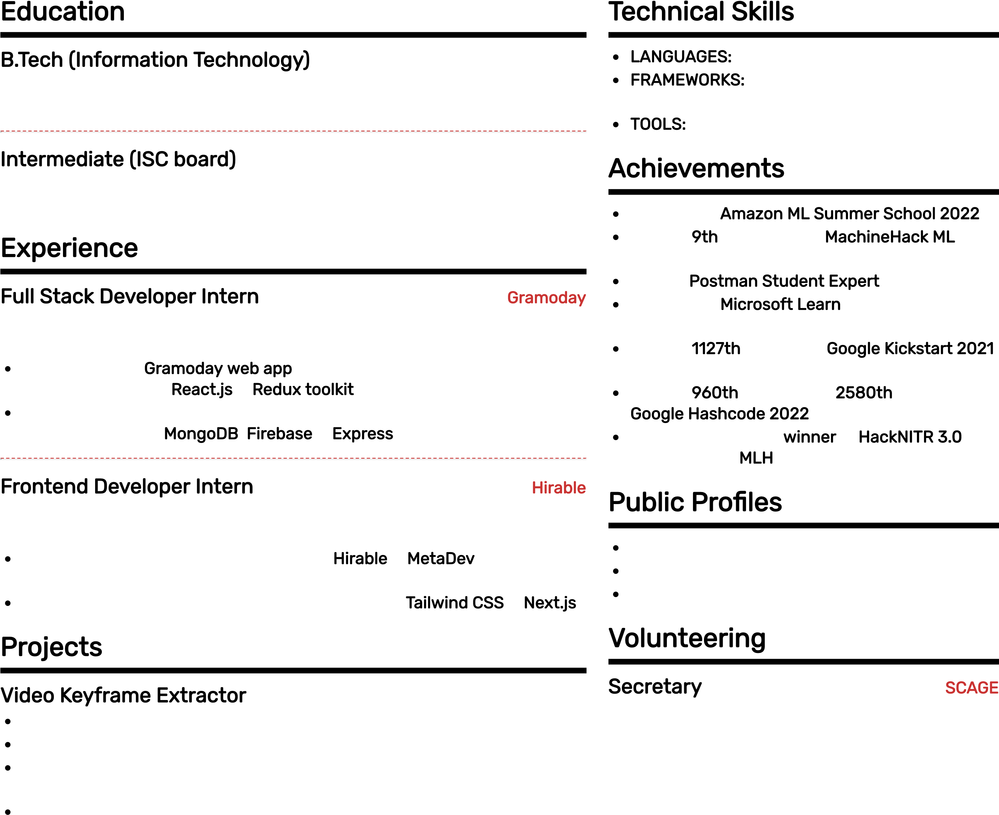 Education
B.Tech (Information Technology)
Intermediate (ISC board)
Experience
Full Stack Developer Intern Gramoday
• Gramoday web app
React.js Redux toolkit
•
MongoDB Firebase Express
Frontend Developer Intern Hirable
• Hirable MetaDev
• Tailwind CSS Next.js
Projects
Video Keyframe Extractor
•
•
•
•
Technical Skills
• LANGUAGES:
• FRAMEWORKS:
• TOOLS:
Achievements
• Amazon ML Summer School 2022
• 9th MachineHack ML
• Postman Student Expert
• Microsoft Learn
• 1127th Google Kickstart 2021
• 960th 2580th
Google Hashcode 2022
• winner HackNITR 3.0
MLH
Public Profiles
•
•
•
Volunteering
Secretary SCAGE